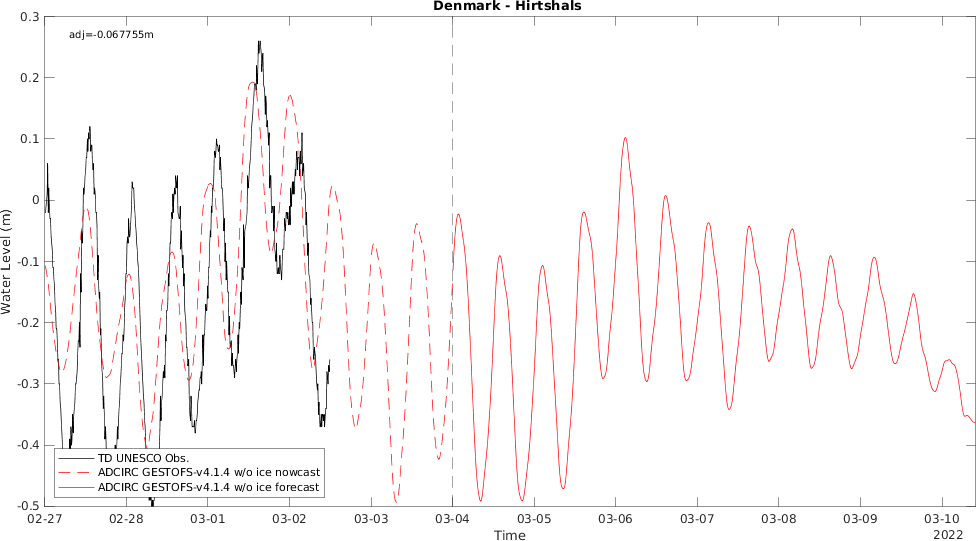 Denmark - Hirtshals
adj=-0.067755m
Water Level (m)
0.3
0.2
0.1
0
-0.1
-0.2
-0.3
-0.4
-0.5
TD UNESCO Obs.
ADCIRC GESTOFS-v4.1.4 w/o ice nowcast
ADCIRC GESTOFS-v4.1.4 w/o ice forecast
02-27 02-28 03-01 03-02 03-03 03-04 03-05 03-06 03-07 03-08 03-09 03-10
Time
2022